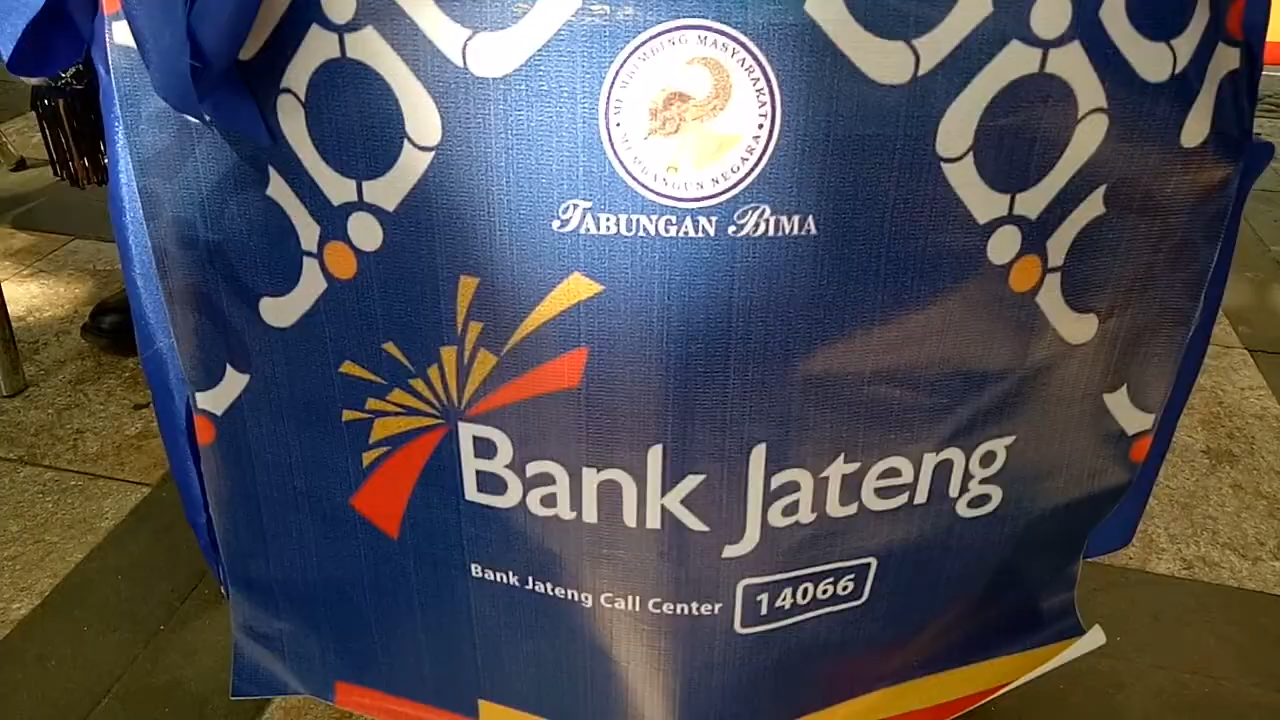 MEMBIMBING MASYARAKAT
MEMBANGUN NEGARA
TABUNGAN BIMA
Bank Jateng
Bank Jateng Call Center 14066